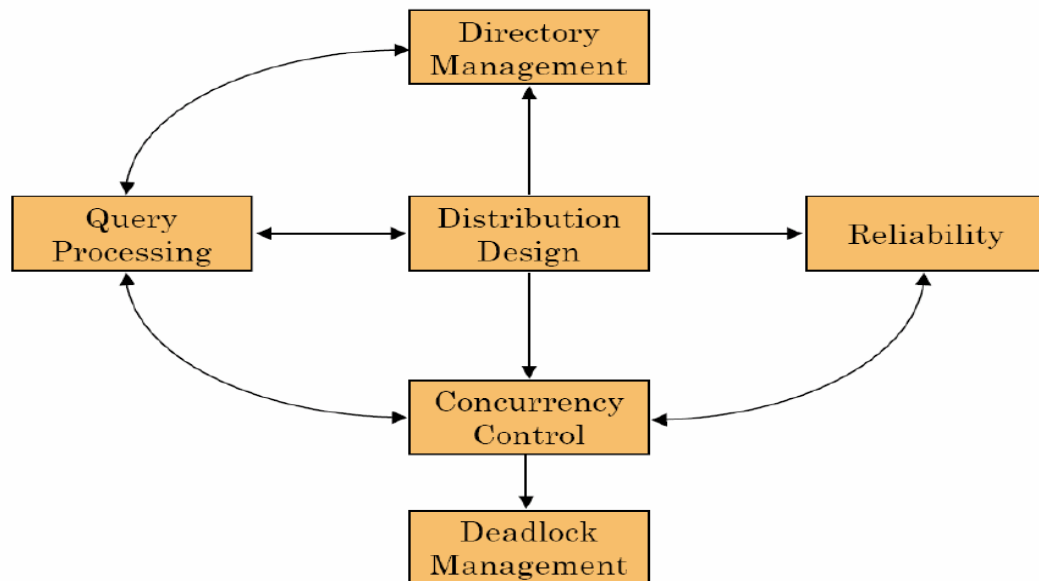 Directory
Management
Query
Processing
Distribution
Design
Reliability
Concurrency
Control
Deadlock
Management